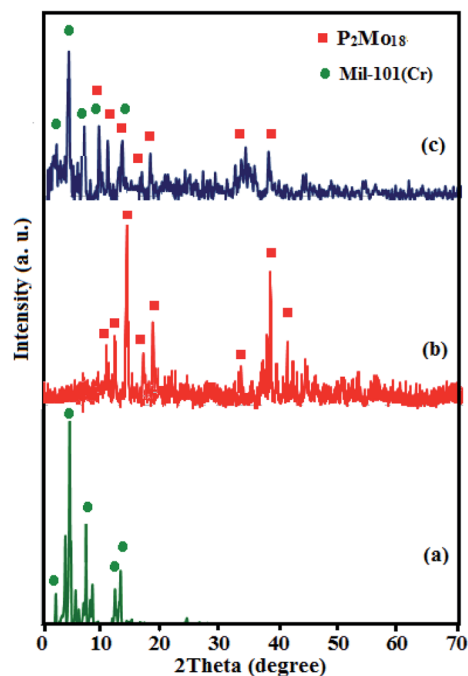 P₂Mo₁₈
Mil-101(Cr)
(c)
(b)
(a)
Intensity (a. u.)
0 10 20 30 40 50 60 70
2Theta (degree)